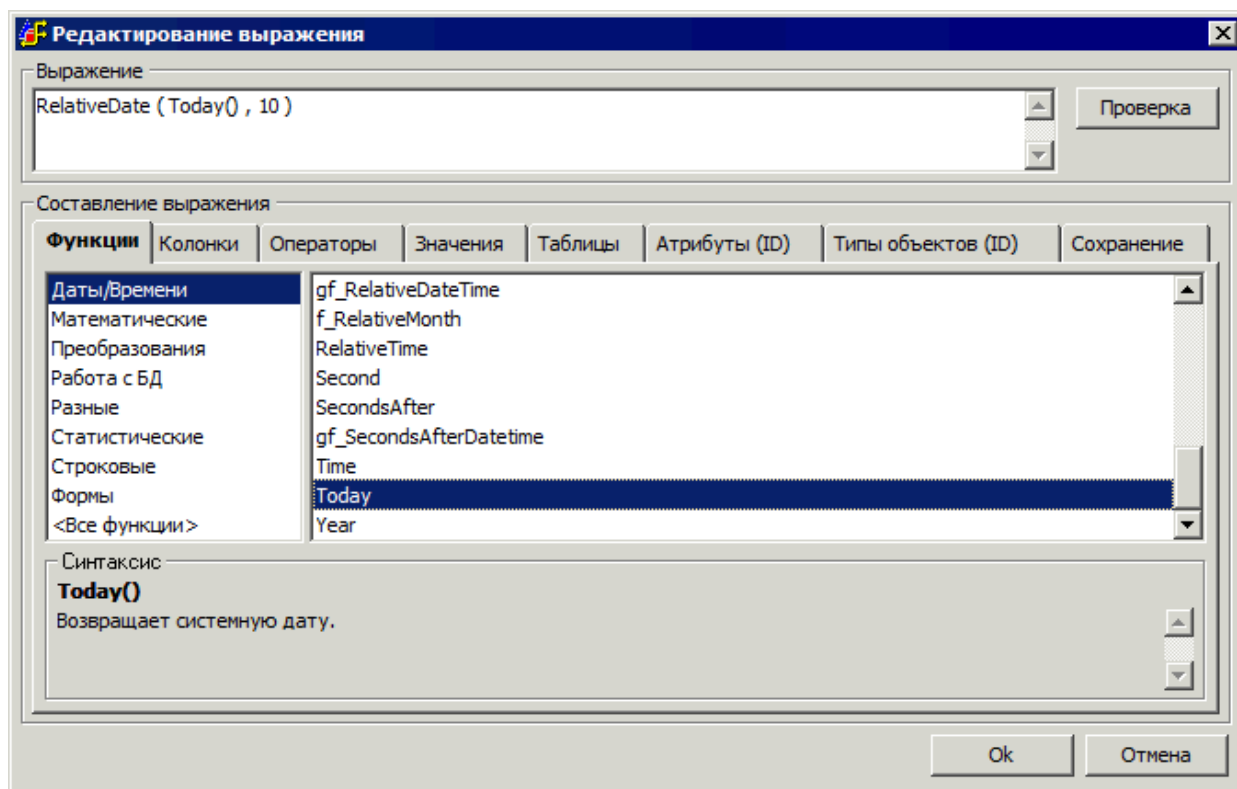 Редактирование выражения
Выражение
RelativeDate ( Today() , 10 )
Проверка
Составление выражения
Функции Колонки Операторы Значения Таблицы Атрибуты (ID) Типы объектов (ID) Сохранение
Даты/Времени gf_RelativeDateTime
Математические f_RelativeMonth
Преобразования RelativeTime
Работа с БД Second
Разные SecondsAfter
Статистические gf_SecondsAfterDatetime
Строковые Time
Формы Today
<Все функции> Year
Синтаксис
Today()
Возвращает системную дату.
Ok Отмена